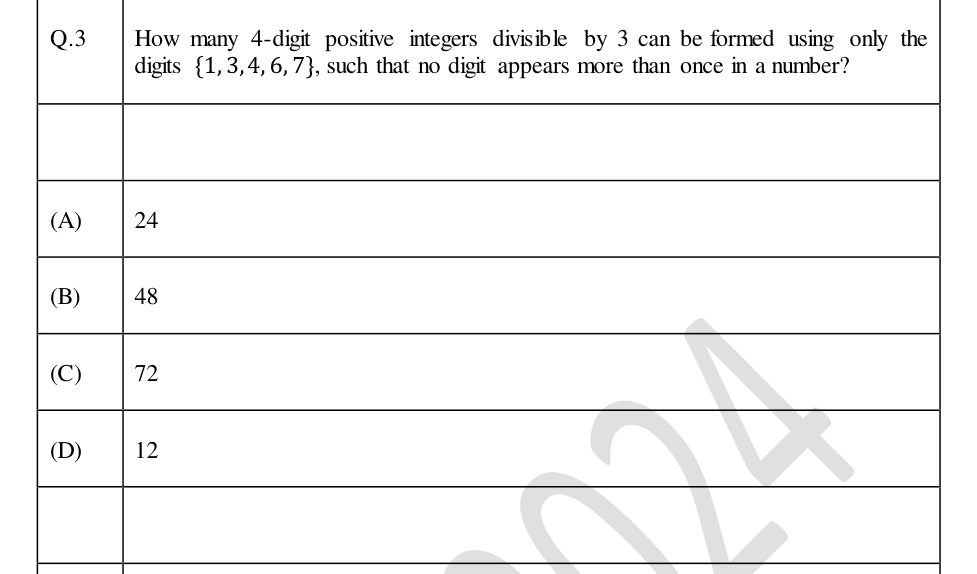 Q.3 How many 4-digit positive integers divisible by 3 can be formed using only the
digits {1, 3, 4, 6, 7}, such that no digit appears more than once in a number?
(A) 24
(B) 48
(C) 72
(D) 12
024